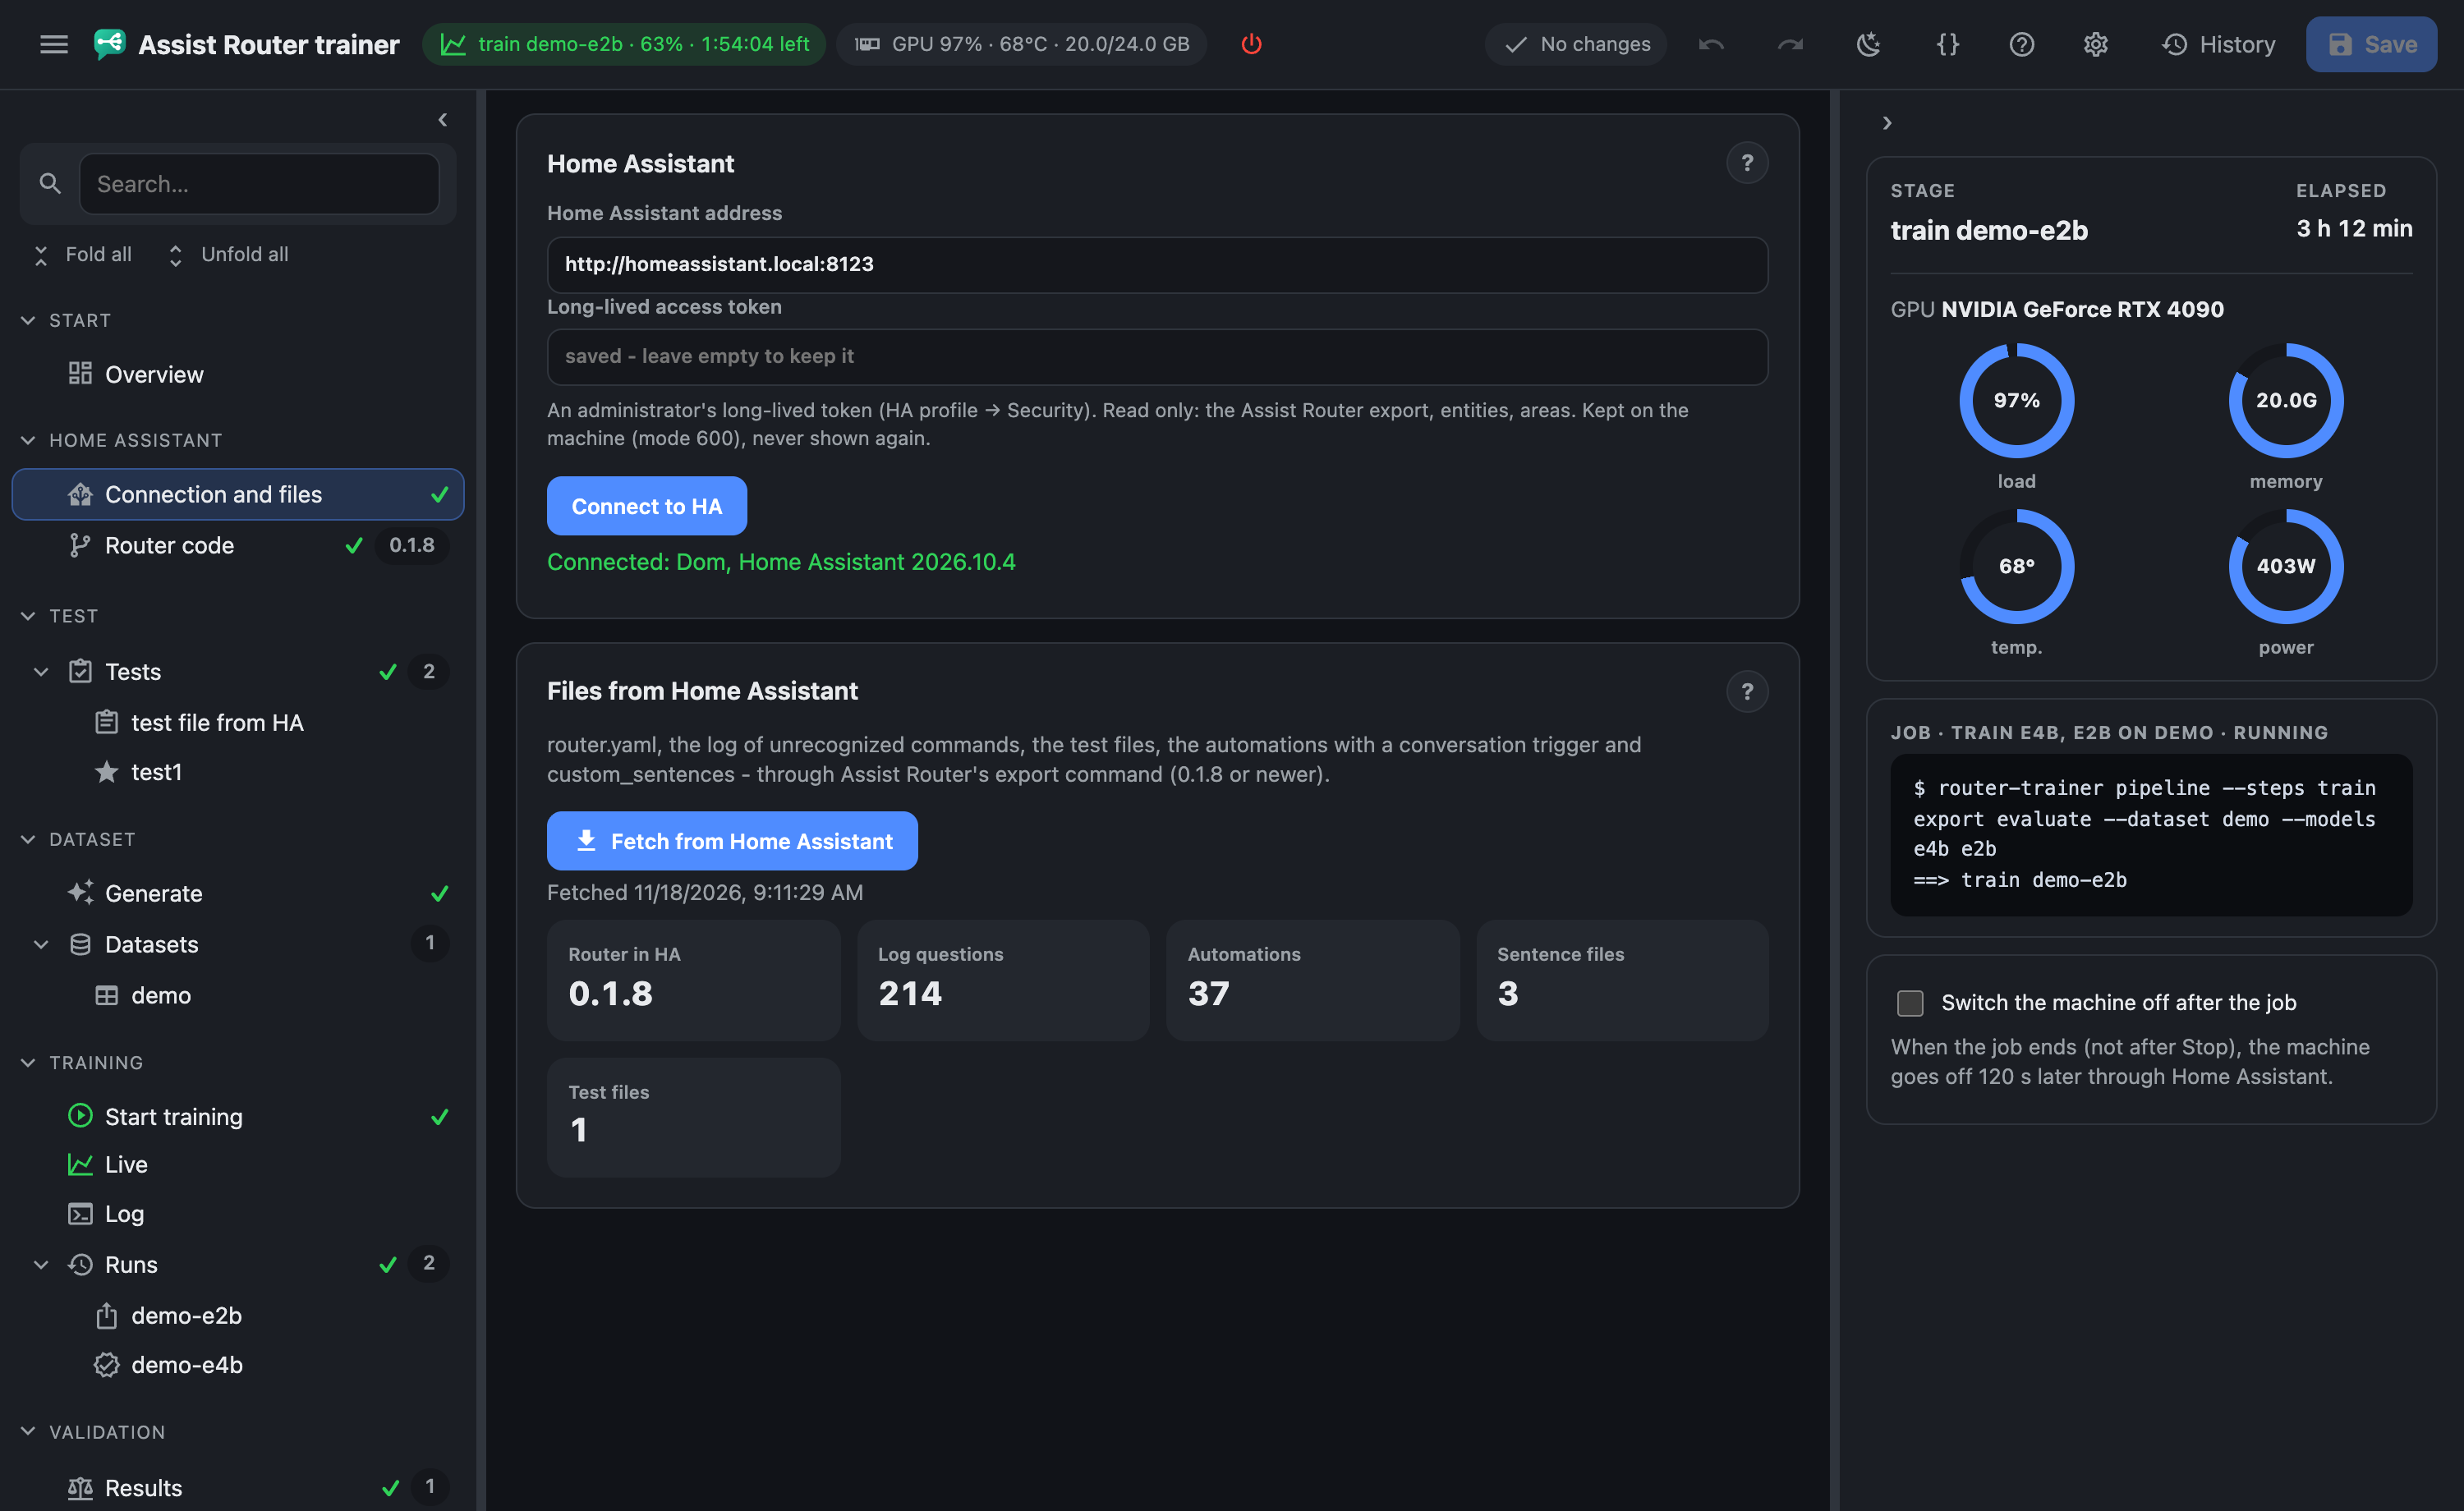 Assist Router trainer
train demo-e2b · 63% · 1:54:04 left
GPU 97% · 68°C · 20.0/24.0 GB
No changes
History
Save
Search...
Fold all
Unfold all
START
Overview
HOME ASSISTANT
Connection and files
Router code
0.1.8
TEST
Tests
2
test file from HA
test1
DATASET
Generate
Datasets
1
demo
TRAINING
Start training
Live
Log
Runs
2
demo-e2b
demo-e4b
VALIDATION
Results
1
Home Assistant
?
Home Assistant address
http://homeassistant.local:8123
Long-lived access token
saved - leave empty to keep it
An administrator's long-lived token (HA profile → Security). Read only: the Assist Router export, entities, areas. Kept on the
machine (mode 600), never shown again.
Connect to HA
Connected: Dom, Home Assistant 2026.10.4
Files from Home Assistant
?
router.yaml, the log of unrecognized commands, the test files, the automations with a conversation trigger and
custom_sentences - through Assist Router's export command (0.1.8 or newer).
Fetch from Home Assistant
Fetched 11/18/2026, 9:11:29 AM
Router in HA
0.1.8
Log questions
214
Automations
37
Sentence files
3
Test files
1
STAGE
ELAPSED
train demo-e2b
3 h 12 min
GPU NVIDIA GeForce RTX 4090
97%
load
20.0G
memory
68°
temp.
403W
power
JOB · TRAIN E4B, E2B ON DEMO · RUNNING
$ router-trainer pipeline --steps train
export evaluate --dataset demo --models
e4b e2b
==> train demo-e2b
Switch the machine off after the job
When the job ends (not after Stop), the machine
goes off 120 s later through Home Assistant.